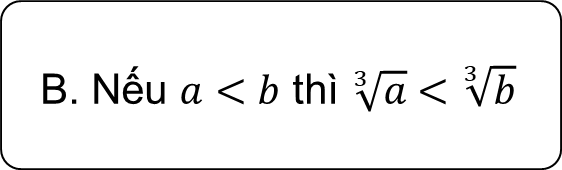 B. Nếu a < b thì ∛a < ∛b